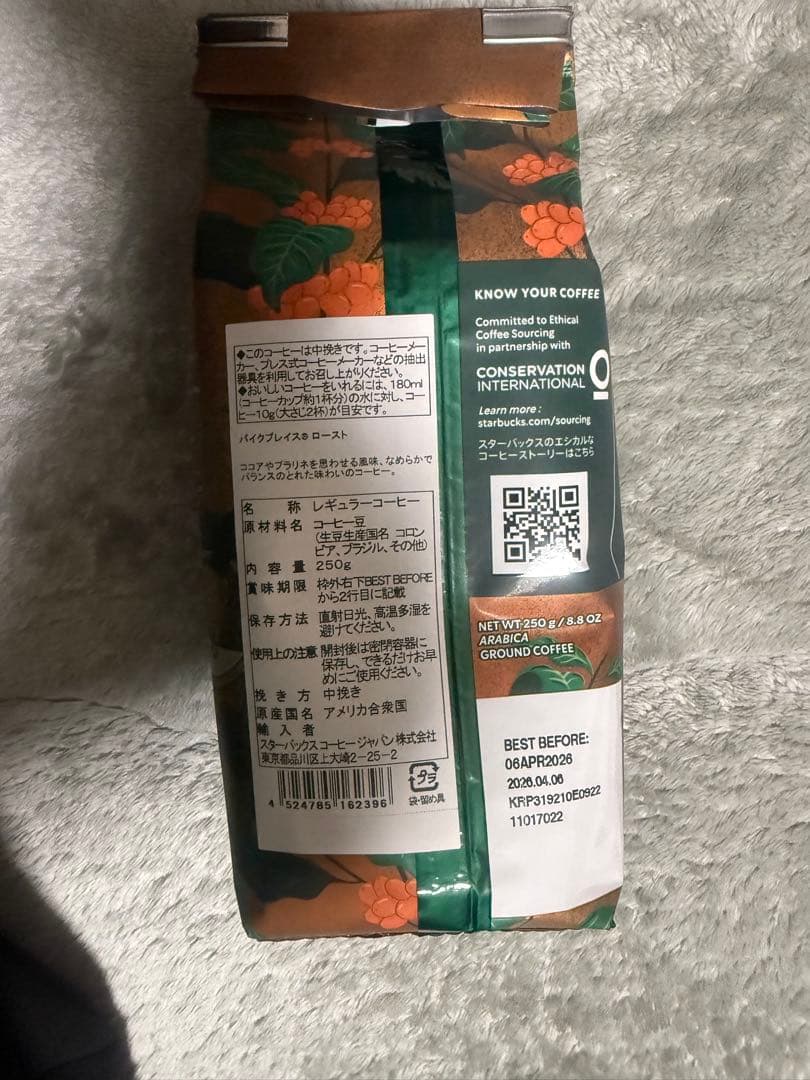 ◆このコーヒーは中挽きです。コーヒーメー
カー、プレス式コーヒーメーカーなどの抽出
器具を利用してお召し上がりください。
◆おいしいコーヒーをいれるには、180ml
(コーヒーカップ約1杯分)の水に対し、コー
ヒー10g(大さじ2杯)が目安です。
パイクプレイス® ロースト
ココアやプラリネを思わせる風味、なめらかで
バランスのとれた味わいのコーヒー。
名 称 レギュラーコーヒー
原材料名 コーヒー豆
(生豆生産国名 コロン
ビア、ブラジル、その他)
内容量 250g
賞味期限 枠外右下BEST BEFORE
から2行目に記載
保存方法 直射日光、高温多湿を
避けてください。
使用上の注意 開封後は密閉容器に
保存し、できるだけお早
めにご使用ください。
挽き方 中挽き
原産国名 アメリカ合衆国
輸入者
スターバックス コーヒー ジャパン 株式会社
東京都品川区上大崎2-25-2
4 524785 162396
プラ
袋・留め具
KNOW YOUR COFFEE
Committed to Ethical
Coffee Sourcing
in partnership with
CONSERVATION
INTERNATIONAL
Learn more :
starbucks.com/sourcing
スターバックスのエシカルな
コーヒーストーリーはこちら
NET WT 250 g / 8.8 OZ
ARABICA
GROUND COFFEE
BEST BEFORE:
06APR2026
2026.04.06
KRP319210E0922
11017022